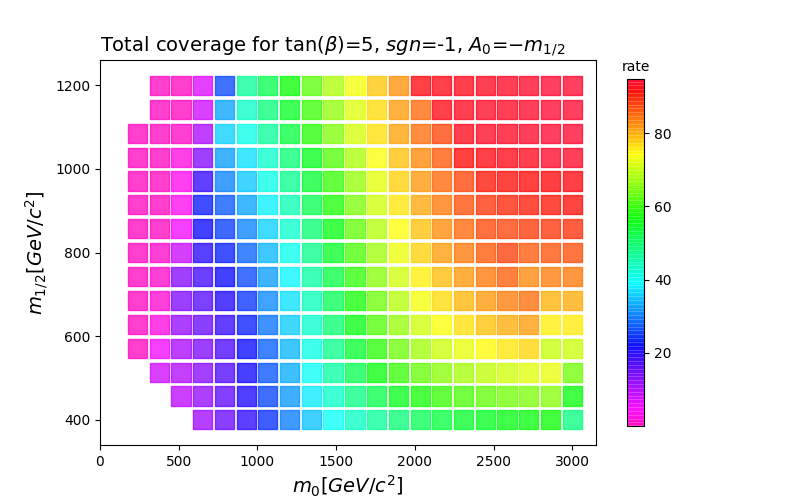 Total coverage for tan(β)=5, sgn=-1, A₀=−m₁/₂
rate
1200
1000
800
600
400
m₁/₂[GeV/c²]
80
60
40
20
0 500 1000 1500 2000 2500 3000
m₀[GeV/c²]